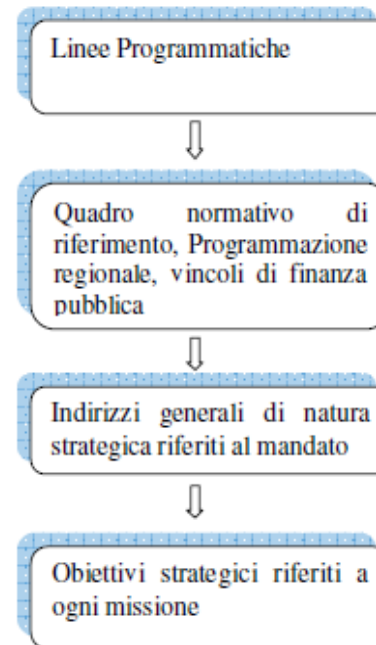 Linee Programmatiche
Quadro normativo di
riferimento, Programmazione
regionale, vincoli di finanza
pubblica
Indirizzi generali di natura
strategica riferiti al mandato
Obiettivi strategici riferiti a
ogni missione